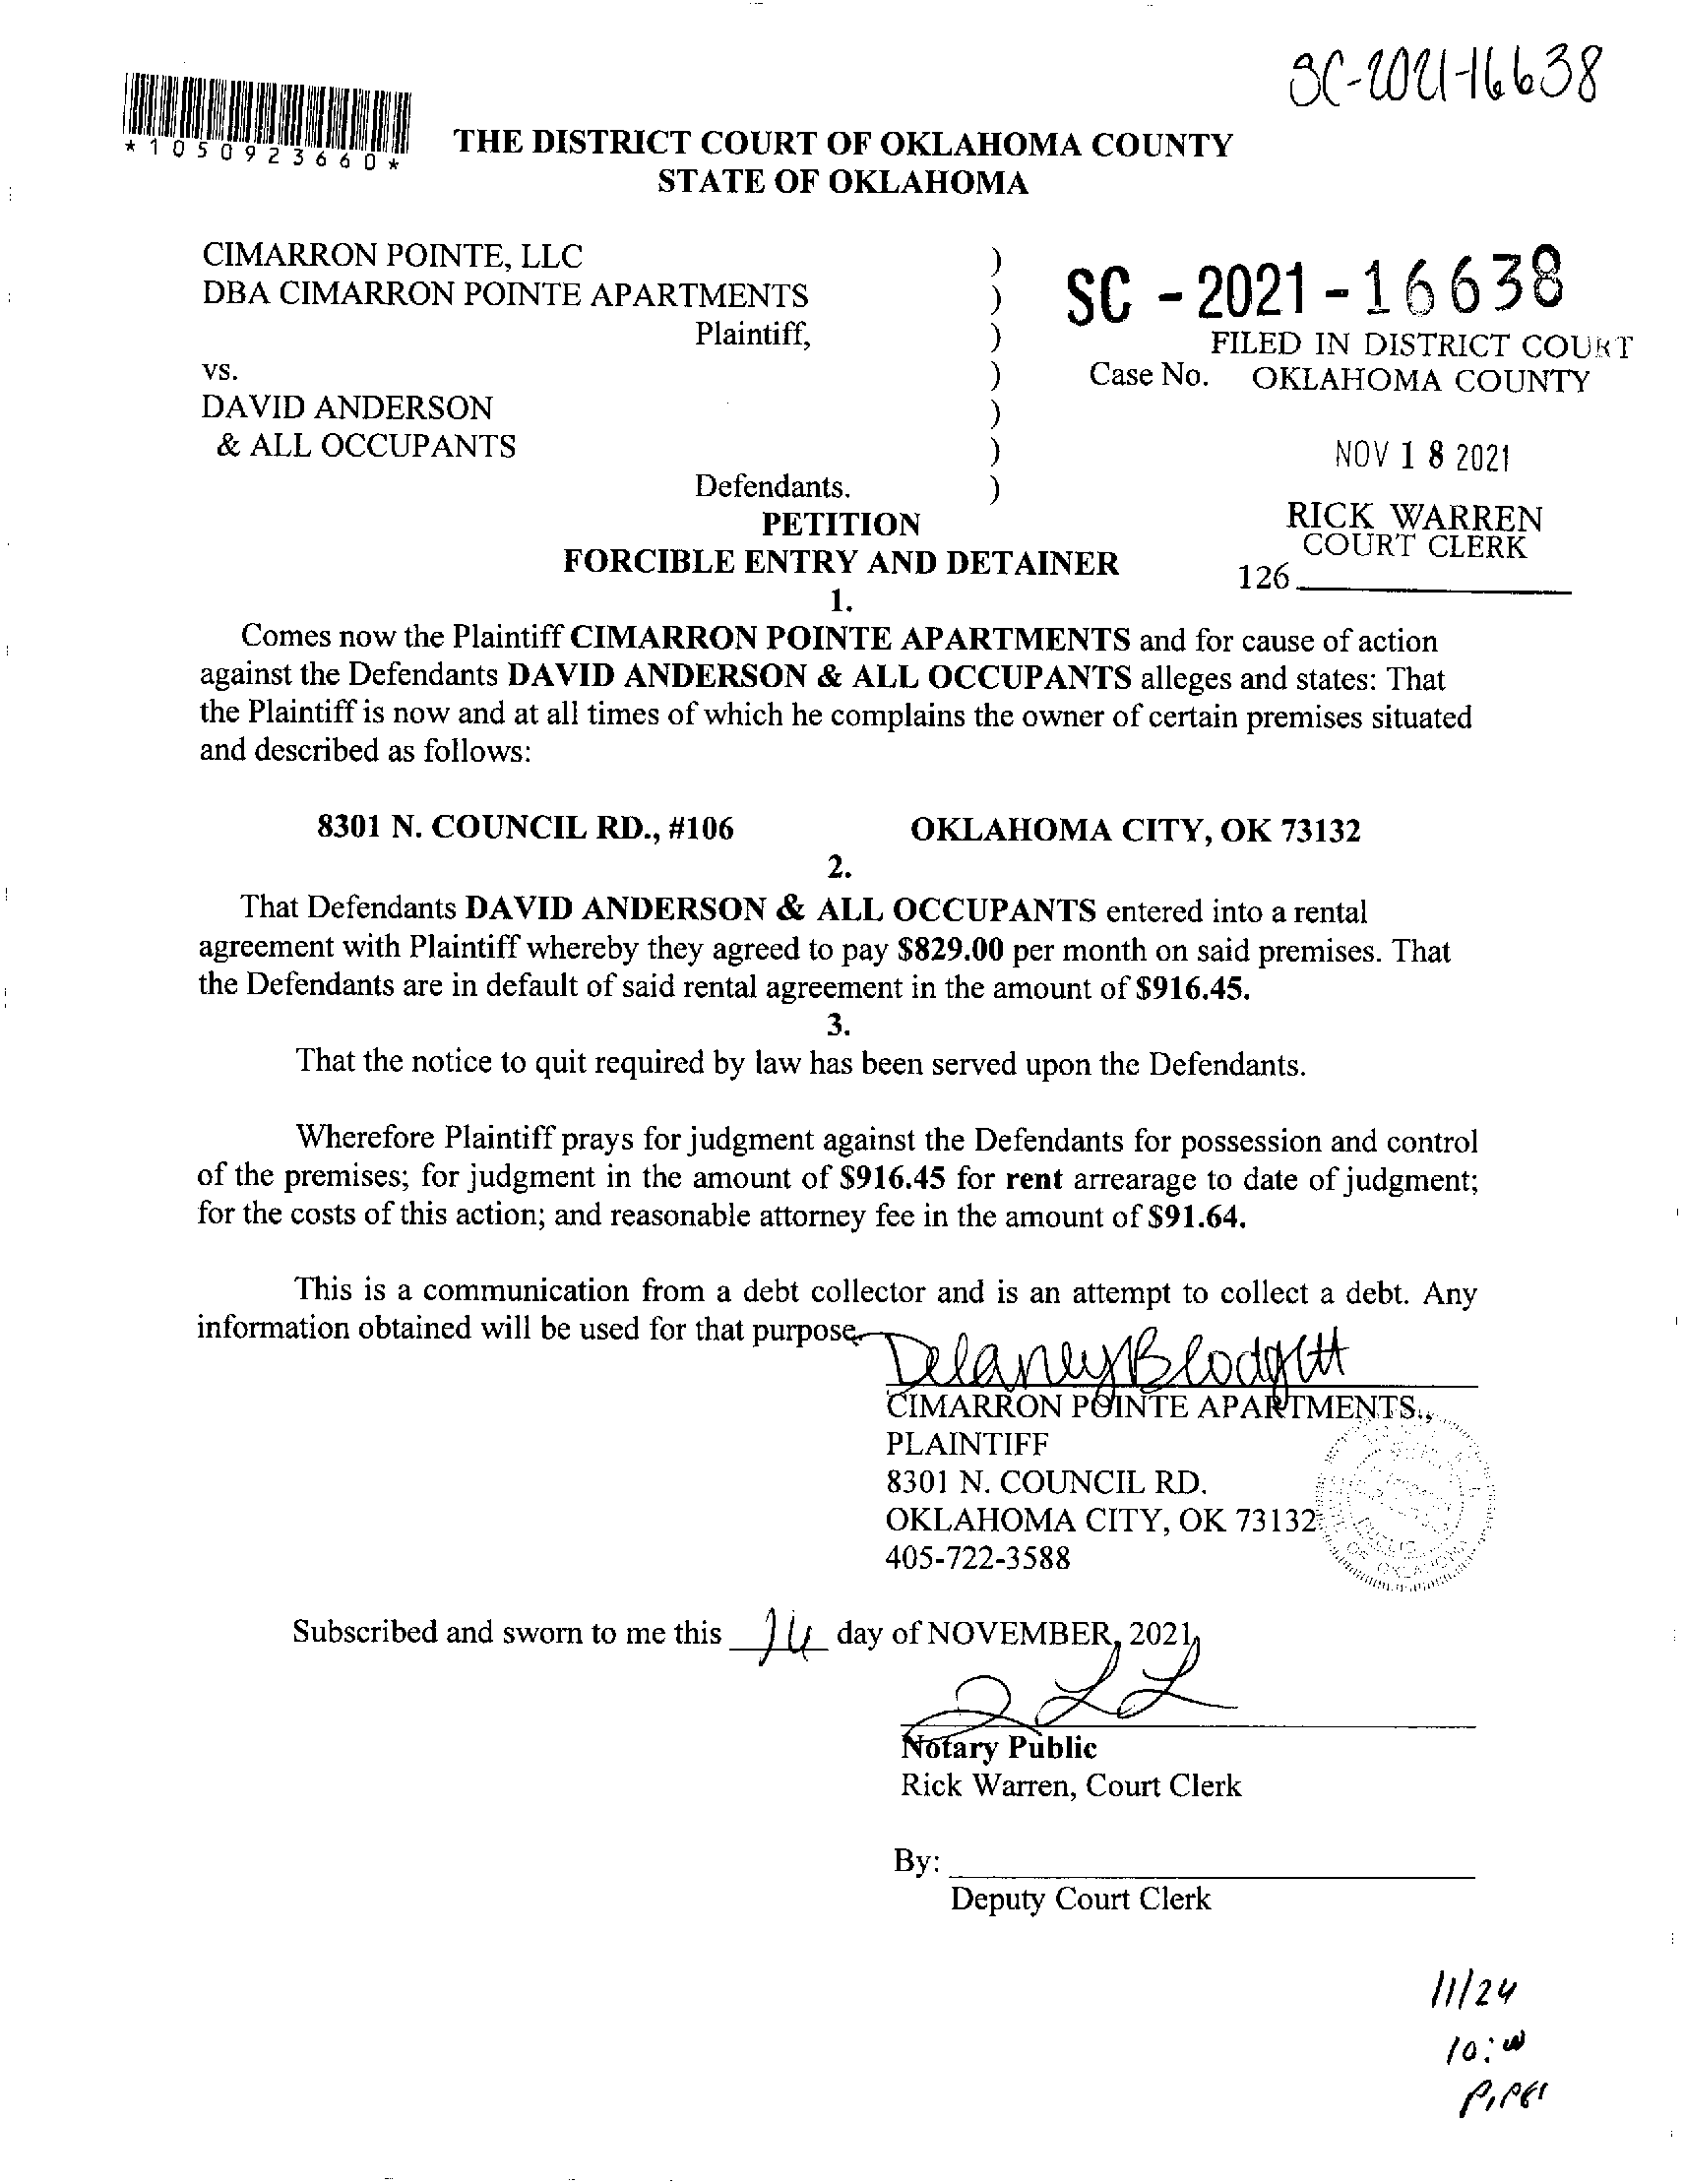 SC-2021-16638
*1050923660*
THE DISTRICT COURT OF OKLAHOMA COUNTY
STATE OF OKLAHOMA
CIMARRON POINTE, LLC )
DBA CIMARRON POINTE APARTMENTS )
Plaintiff, )
vs. )
DAVID ANDERSON )
& ALL OCCUPANTS )
Defendants. )
SC - 2021 - 16638
FILED IN DISTRICT COURT
Case No. OKLAHOMA COUNTY
NOV 18 2021
RICK WARREN
COURT CLERK
126
PETITION
FORCIBLE ENTRY AND DETAINER
1.
Comes now the Plaintiff CIMARRON POINTE APARTMENTS and for cause of action
against the Defendants DAVID ANDERSON & ALL OCCUPANTS alleges and states: That
the Plaintiff is now and at all times of which he complains the owner of certain premises situated
and described as follows:
8301 N. COUNCIL RD., #106 OKLAHOMA CITY, OK 73132
2.
That Defendants DAVID ANDERSON & ALL OCCUPANTS entered into a rental
agreement with Plaintiff whereby they agreed to pay $829.00 per month on said premises. That
the Defendants are in default of said rental agreement in the amount of $916.45.
3.
That the notice to quit required by law has been served upon the Defendants.
Wherefore Plaintiff prays for judgment against the Defendants for possession and control
of the premises; for judgment in the amount of $916.45 for rent arrearage to date of judgment;
for the costs of this action; and reasonable attorney fee in the amount of $91.64.
This is a communication from a debt collector and is an attempt to collect a debt. Any
information obtained will be used for that purpose.
Delaney Blodgett
CIMARRON POINTE APARTMENTS.,
PLAINTIFF
8301 N. COUNCIL RD.
OKLAHOMA CITY, OK 73132
405-722-3588
Subscribed and sworn to me this day of NOVEMBER, 2021
Notary Public
Rick Warren, Court Clerk
By:
Deputy Court Clerk
11/24
10:00